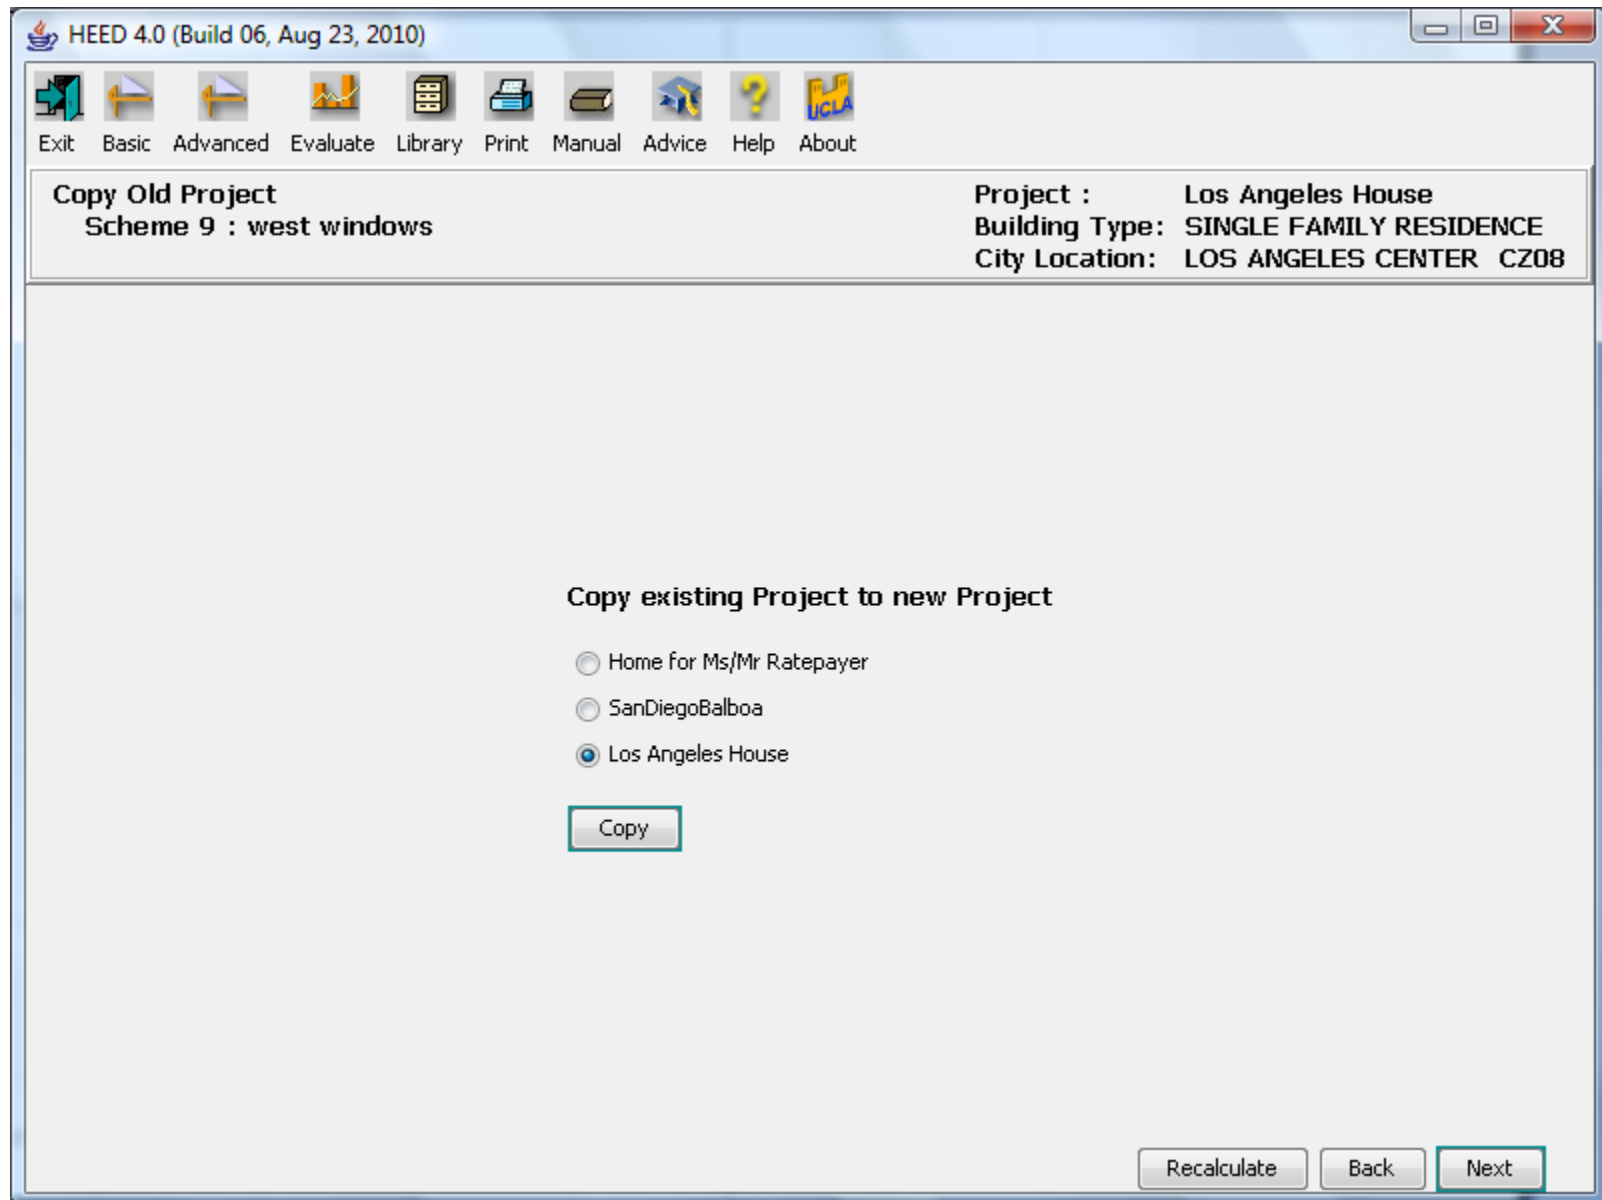 HEED 4.0 (Build 06, Aug 23, 2010)
UCLA
Exit Basic Advanced Evaluate Library Print Manual Advice Help About
Copy Old Project
Scheme 9 : west windows
Project : Los Angeles House
Building Type: SINGLE FAMILY RESIDENCE
City Location: LOS ANGELES CENTER CZ08
Copy existing Project to new Project
Home for Ms/Mr Ratepayer
SanDiegoBalboa
Los Angeles House
Copy
Recalculate Back Next